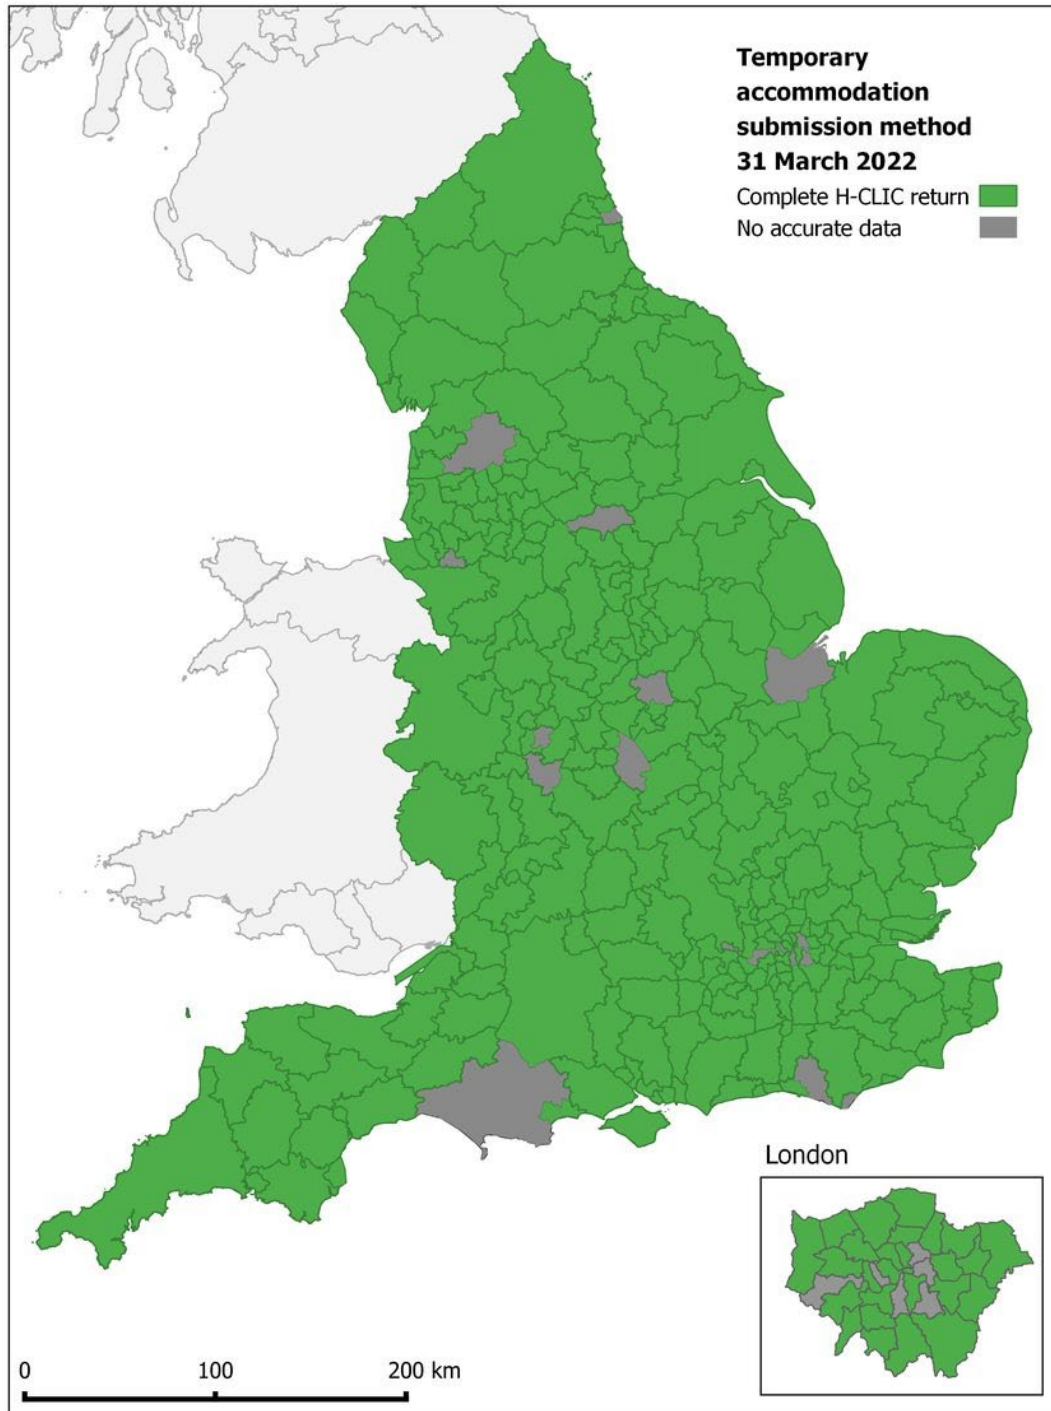 Temporary
accommodation
submission method
31 March 2022
Complete H-CLIC return
No accurate data
London
0 100 200 km